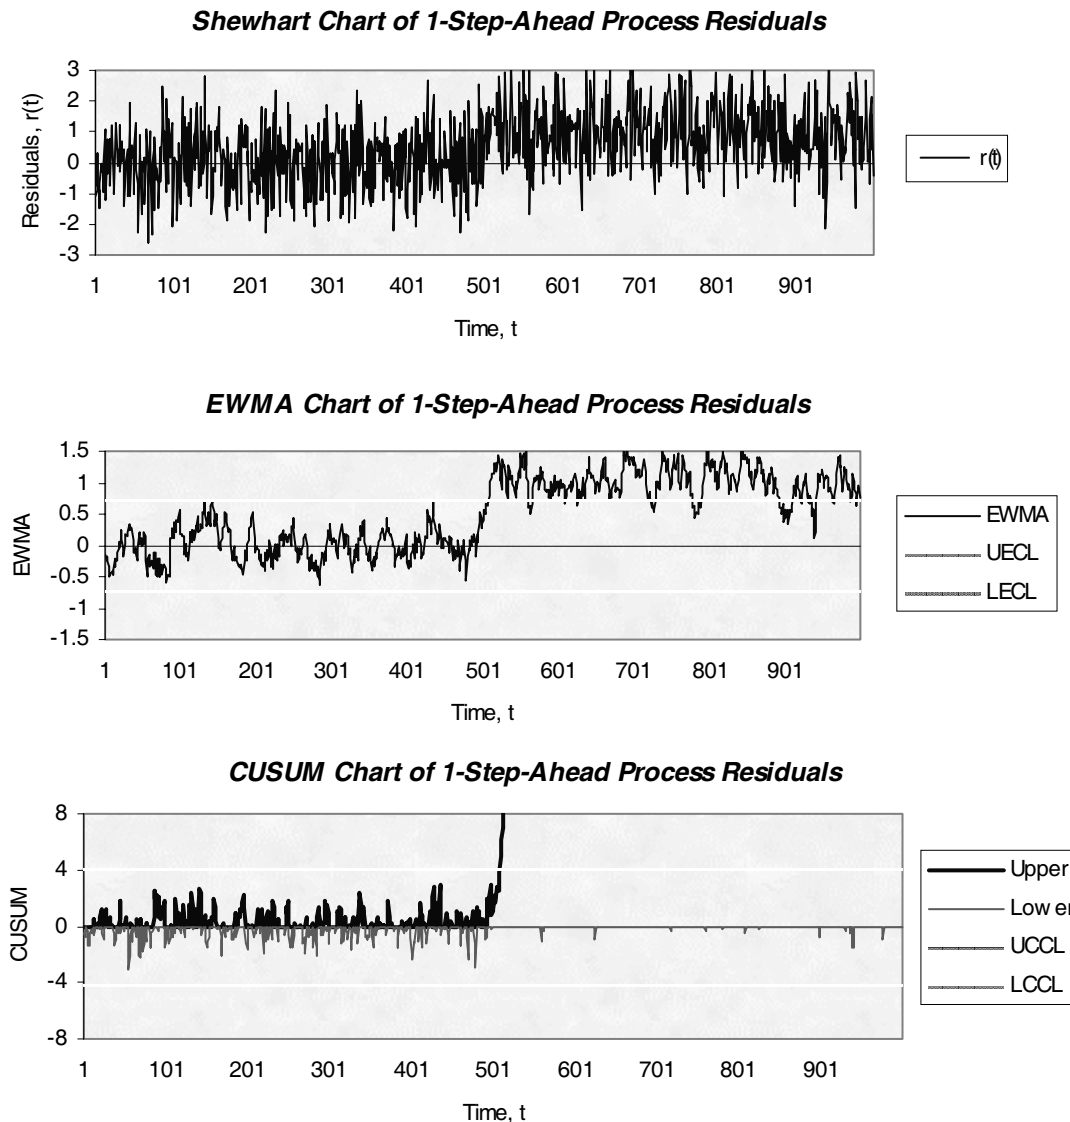 Shewhart Chart of 1-Step-Ahead Process Residuals
3
2
1
0
-1
-2
-3
Residuals, r(t)
1 101 201 301 401 501 601 701 801 901
Time, t
r(t)
EWMA Chart of 1-Step-Ahead Process Residuals
1.5
1
0.5
0
-0.5
-1
-1.5
EWMA
1 101 201 301 401 501 601 701 801 901
Time, t
EWMA
UECL
LECL
CUSUM Chart of 1-Step-Ahead Process Residuals
8
4
0
-4
-8
CUSUM
1 101 201 301 401 501 601 701 801 901
Time, t
Upper
Lower
UCCL
LCCL